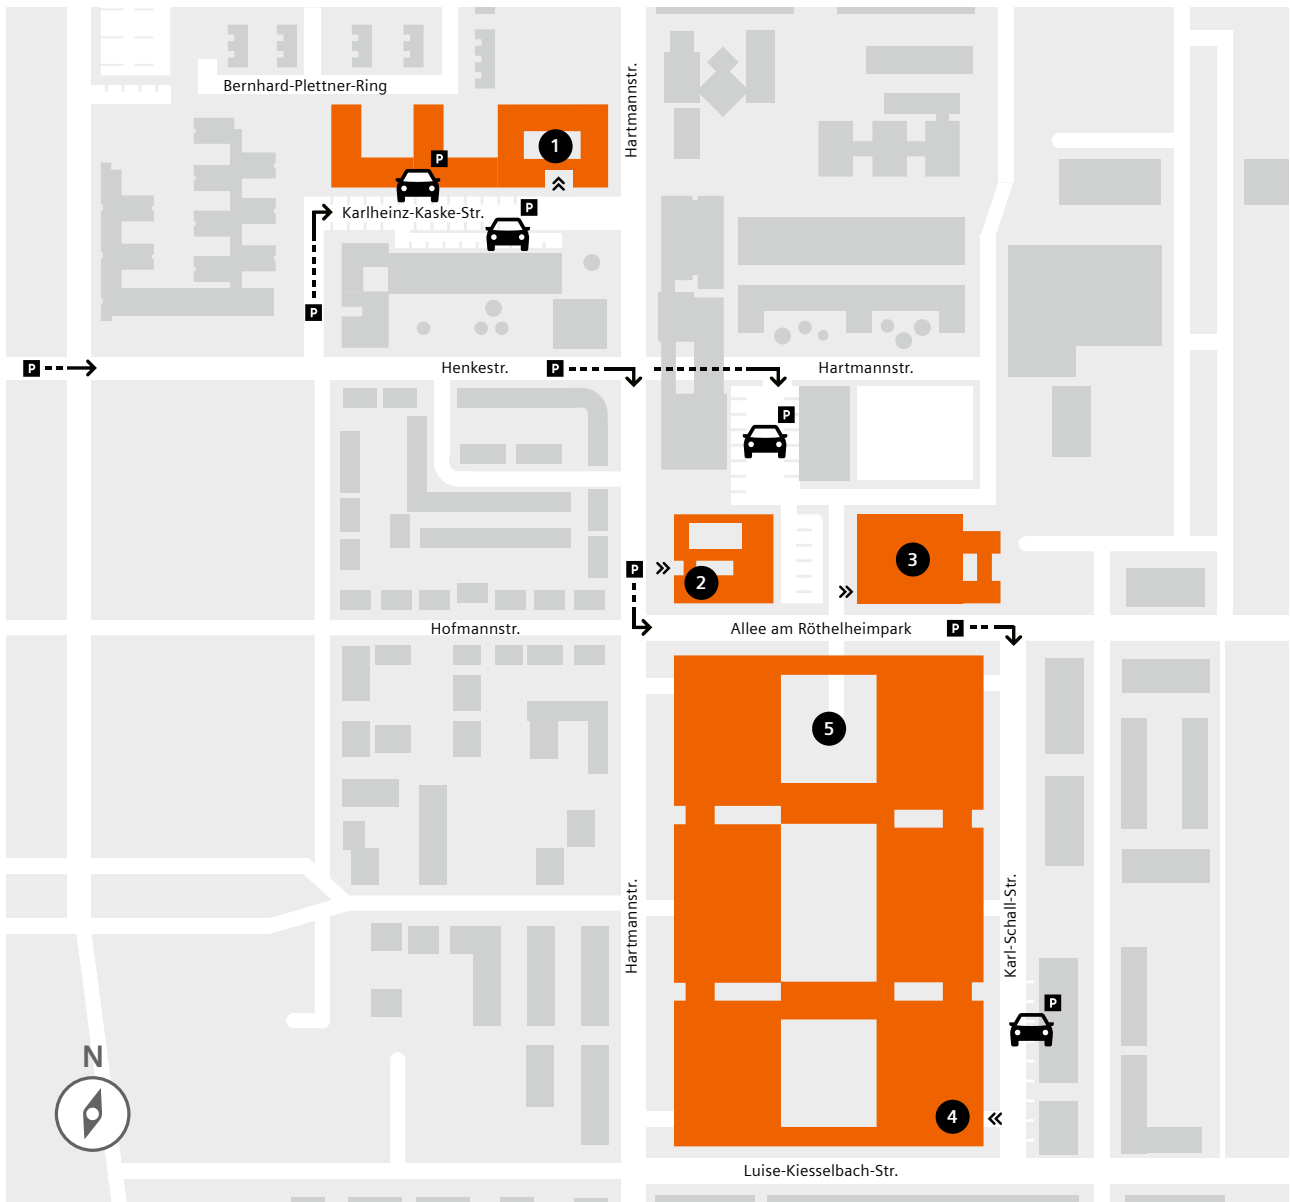 Bernhard-Plettner-Ring
Hartmannstr.
1
P
Karlheinz-Kaske-Str.
P
P
P
Henkestr.
P
Hartmannstr.
P
3
P
2
Hofmannstr.
Allee am Röthelheimpark
P
5
Hartmannstr.
Karl-Schall-Str.
P
N
4
Luise-Kiesselbach-Str.